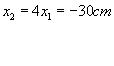 x₂ = 4x₁ = −30cm